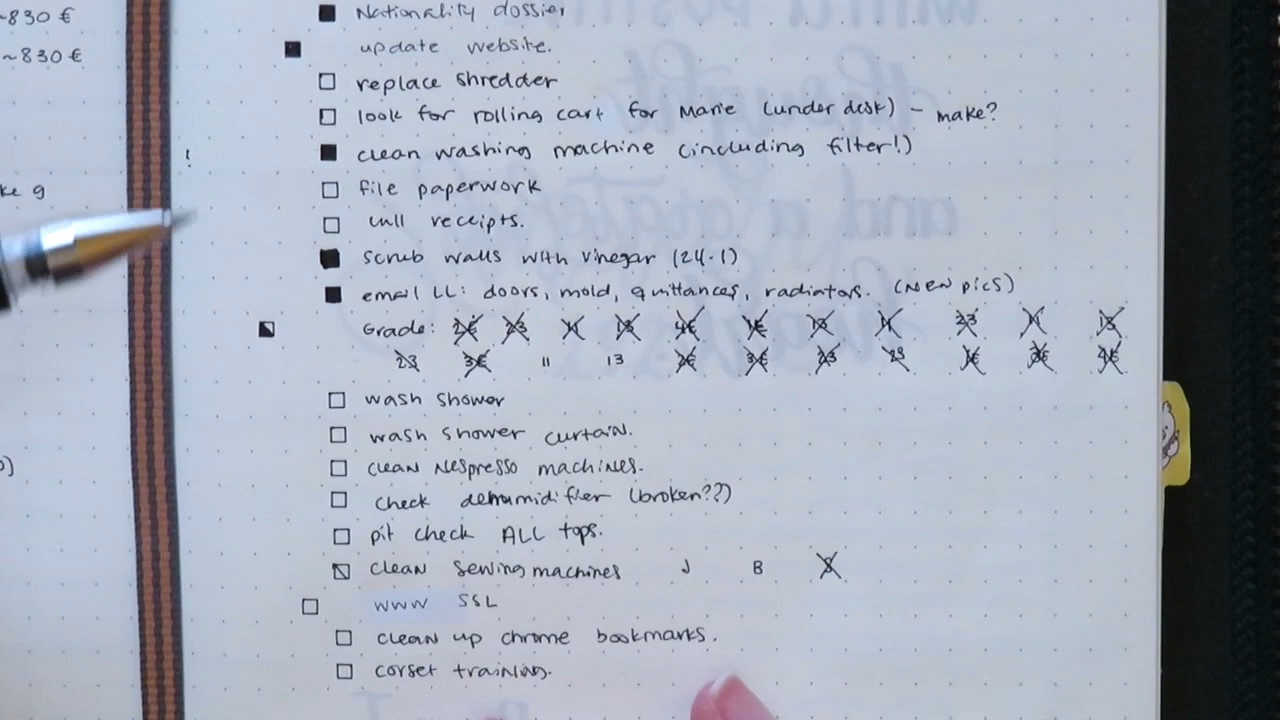 ~830 €
~830 €
Nationality dossier
update website.
replace shredder
look for rolling cart for Marie (under desk) - make?
! clean washing machine (including filter!)
file paperwork
cull receipts.
scrub walls with vinegar (24.1)
email LL: doors, mold, quittances, radiators. (NEW pics)
Grade:
11 13
wash shower
wash shower curtain.
clean Nespresso machines.
check dehumidifier (broken??)
pit check ALL tops.
clean sewing machines J B
www SSL
clean up chrome bookmarks.
corset training.